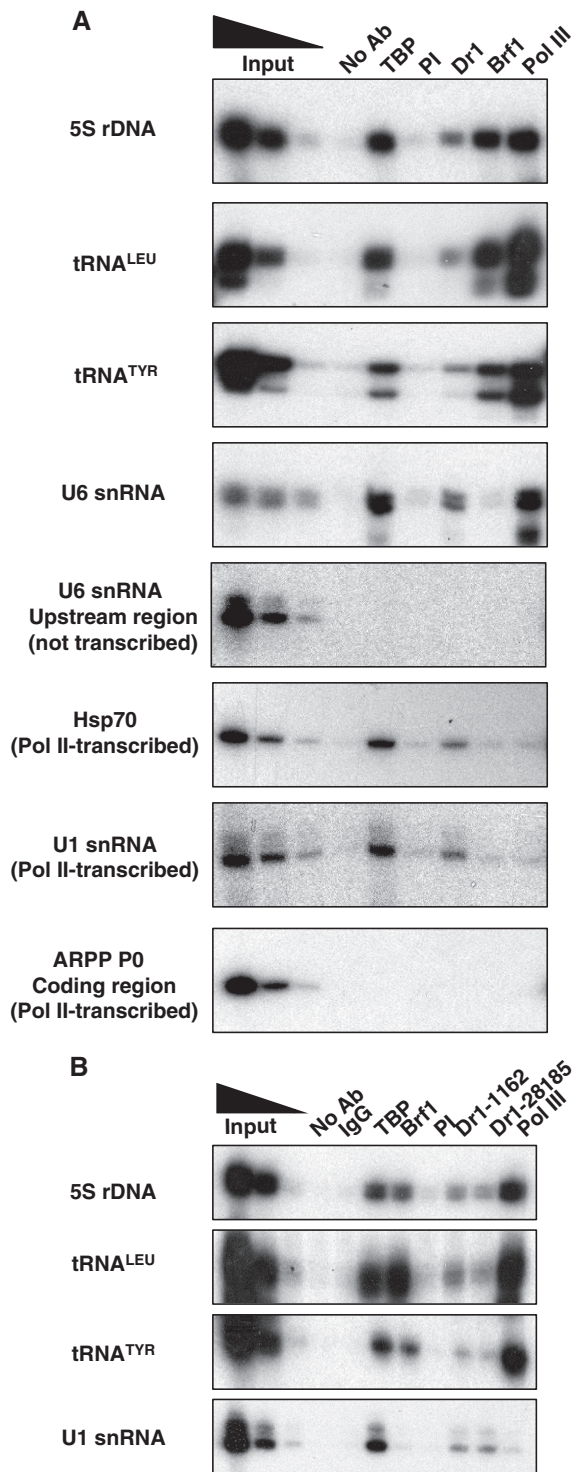 A
Input
No Ab
TBP
PI
Dr1
Brf1
Pol III
5S rDNA
tRNALEU
tRNATYR
U6 snRNA
U6 snRNA
Upstream region
(not transcribed)
Hsp70
(Pol II-transcribed)
U1 snRNA
(Pol II-transcribed)
ARPP P0
Coding region
(Pol II-transcribed)
B
Input
No Ab
IgG
TBP
Brf1
PI
Dr1-1162
Dr1-28185
Pol III
5S rDNA
tRNALEU
tRNATYR
U1 snRNA